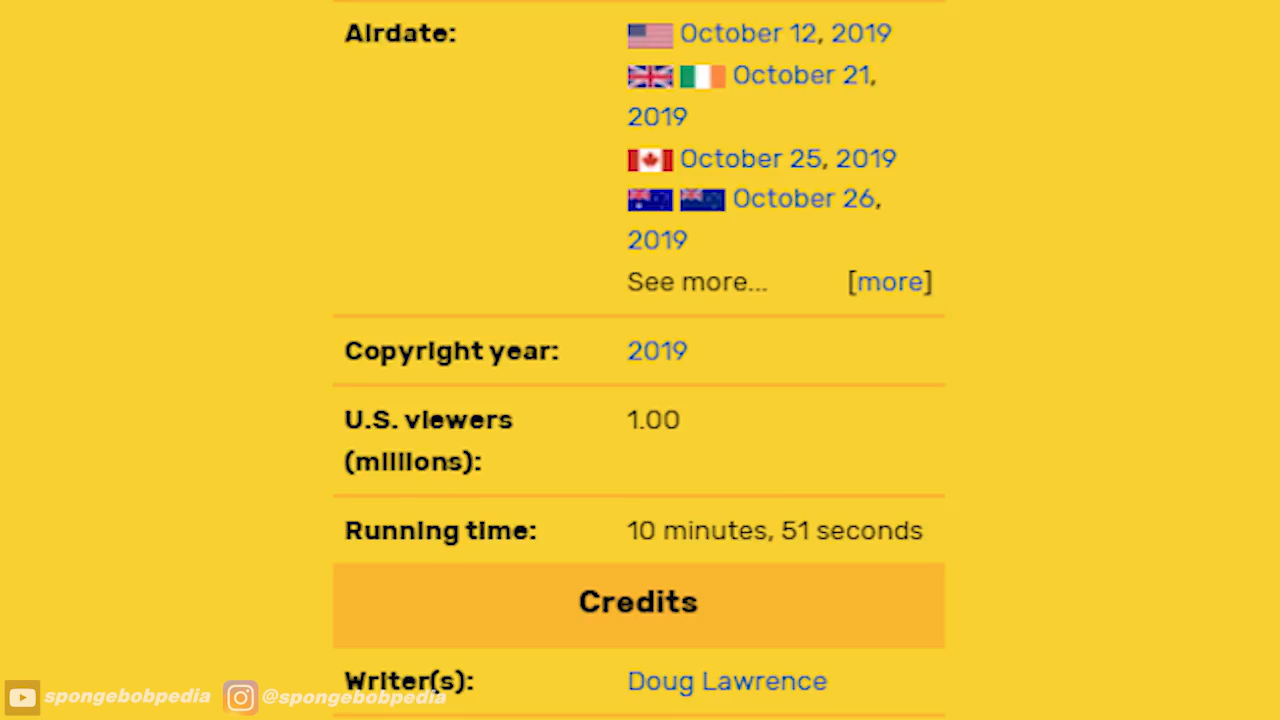 Airdate: October 12, 2019
October 21,
2019
October 25, 2019
October 26,
2019
See more... [more]
Copyright year: 2019
U.S. viewers 1.00
(millions):
Running time: 10 minutes, 51 seconds
Credits
Writer(s): Doug Lawrence
spongebobpedia @spongebobpedia